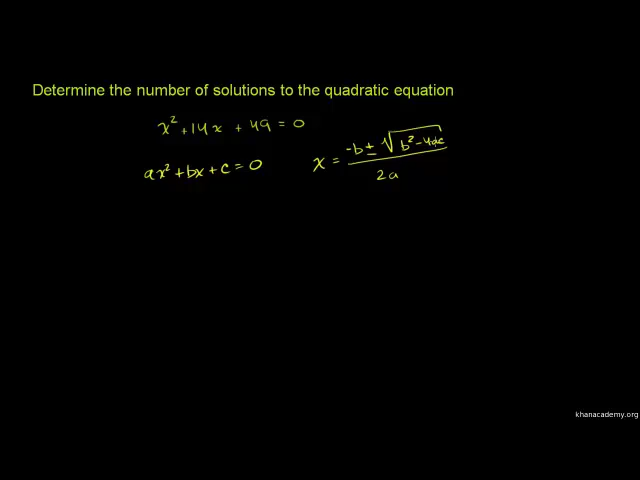 Determine the number of solutions to the quadratic equation
x² + 14x + 49 = 0
ax² + bx + c = 0
x = -b ± √b² - 4ac / 2a
khanacademy.org